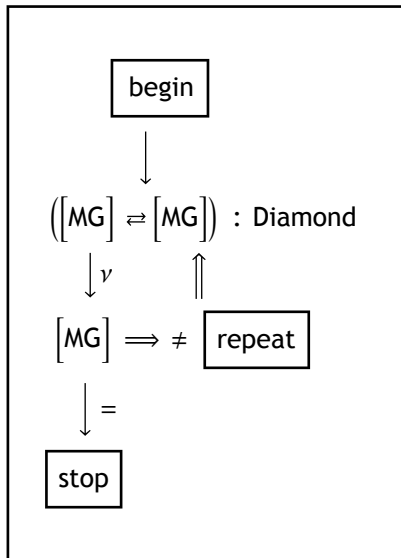 begin
([MG] ⇄ [MG]) : Diamond
ν
[MG] ⟹ ≠ repeat
=
stop